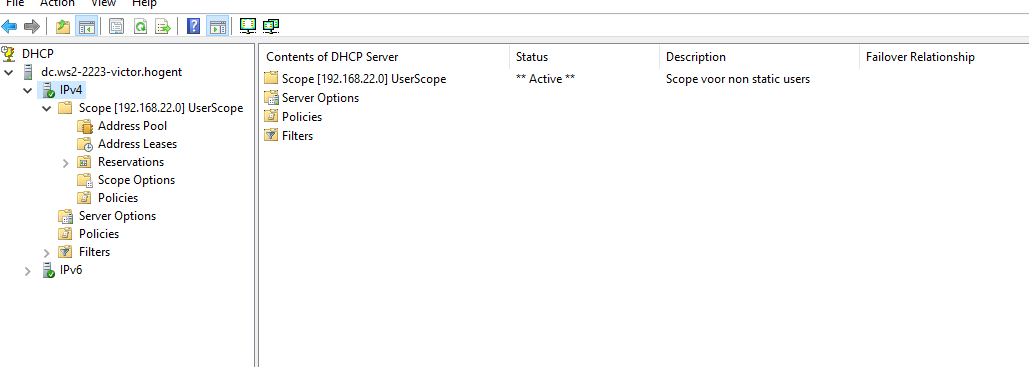 File Action View Help
DHCP
dc.ws2-2223-victor.hogent
IPv4
Scope [192.168.22.0] UserScope
Address Pool
Address Leases
Reservations
Scope Options
Policies
Server Options
Policies
Filters
IPv6
Contents of DHCP Server Status Description Failover Relationship
Scope [192.168.22.0] UserScope ** Active ** Scope voor non static users
Server Options
Policies
Filters